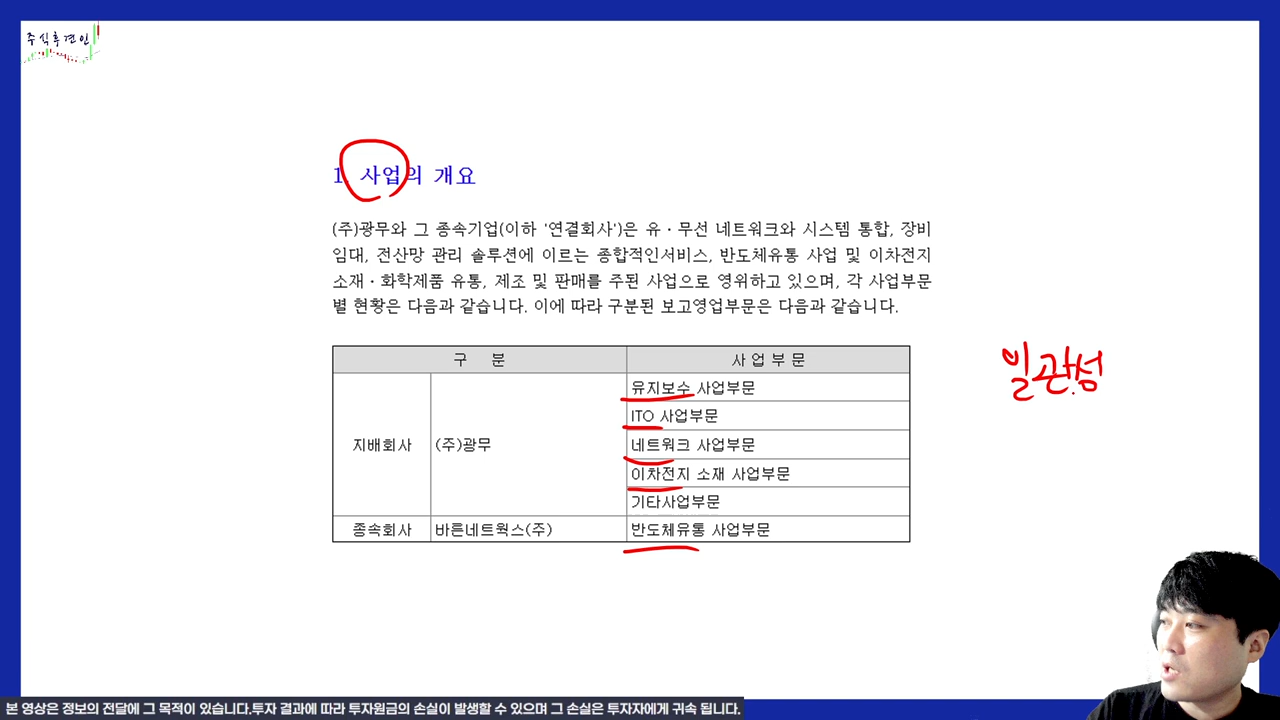 주식후견인
1. 사업의 개요
(주)광무와 그 종속기업(이하 '연결회사')은 유ㆍ무선 네트워크와 시스템 통합, 장비
임대, 전산망 관리 솔루션에 이르는 종합적인서비스, 반도체유통 사업 및 이차전지
소재ㆍ화학제품 유통, 제조 및 판매를 주된 사업으로 영위하고 있으며, 각 사업부문
별 현황은 다음과 같습니다. 이에 따라 구분된 보고영업부문은 다음과 같습니다.
구 분 사 업 부 문
유지보수 사업부문
ITO 사업부문
지배회사 (주)광무 네트워크 사업부문
이차전지 소재 사업부문
기타사업부문
종속회사 바른네트웍스(주) 반도체유통 사업부문
일관성
본 영상은 정보의 전달에 그 목적이 있습니다.투자 결과에 따라 투자원금의 손실이 발생할 수 있으며 그 손실은 투자자에게 귀속 됩니다.